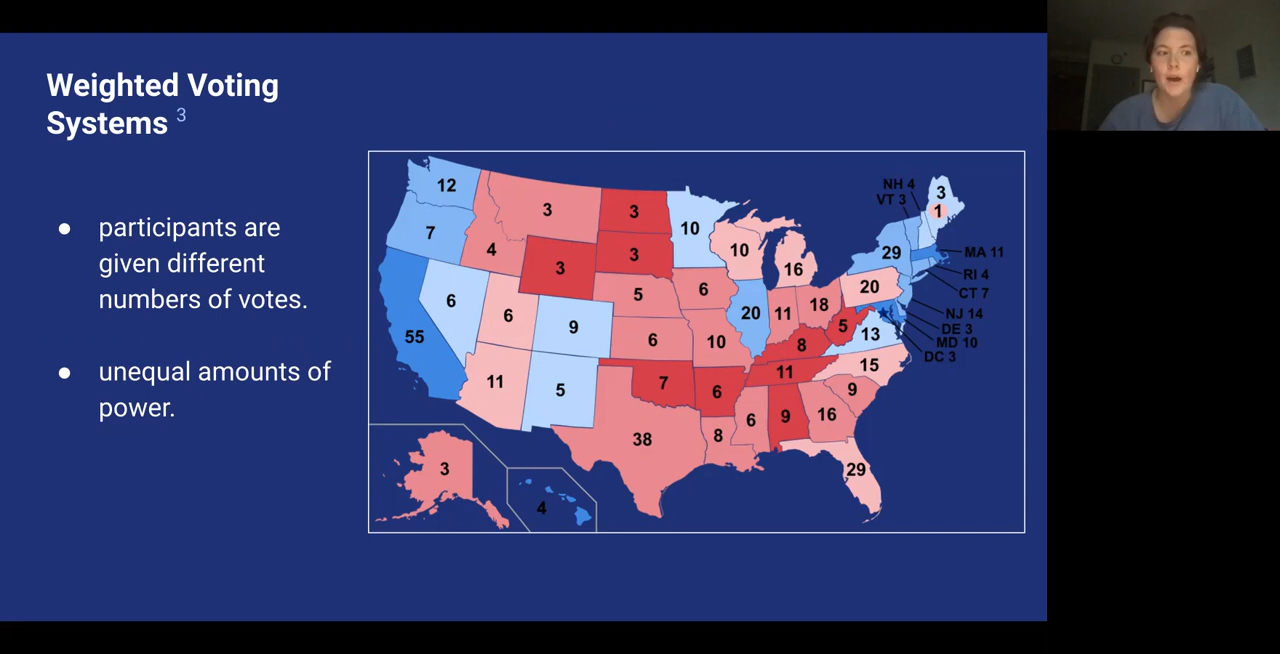 Weighted Voting
Systems 3
● participants are
given different
numbers of votes.
● unequal amounts of
power.
12
7
55
6
4
3
3
6
11
9
5
3
3
5
6
7
38
10
6
10
6
8
10
20
16
11
18
8
11
6
9
16
29
9
15
13
5
20
29
3
1
NH 4
VT 3
MA 11
RI 4
CT 7
NJ 14
DE 3
MD 10
DC 3
3
4